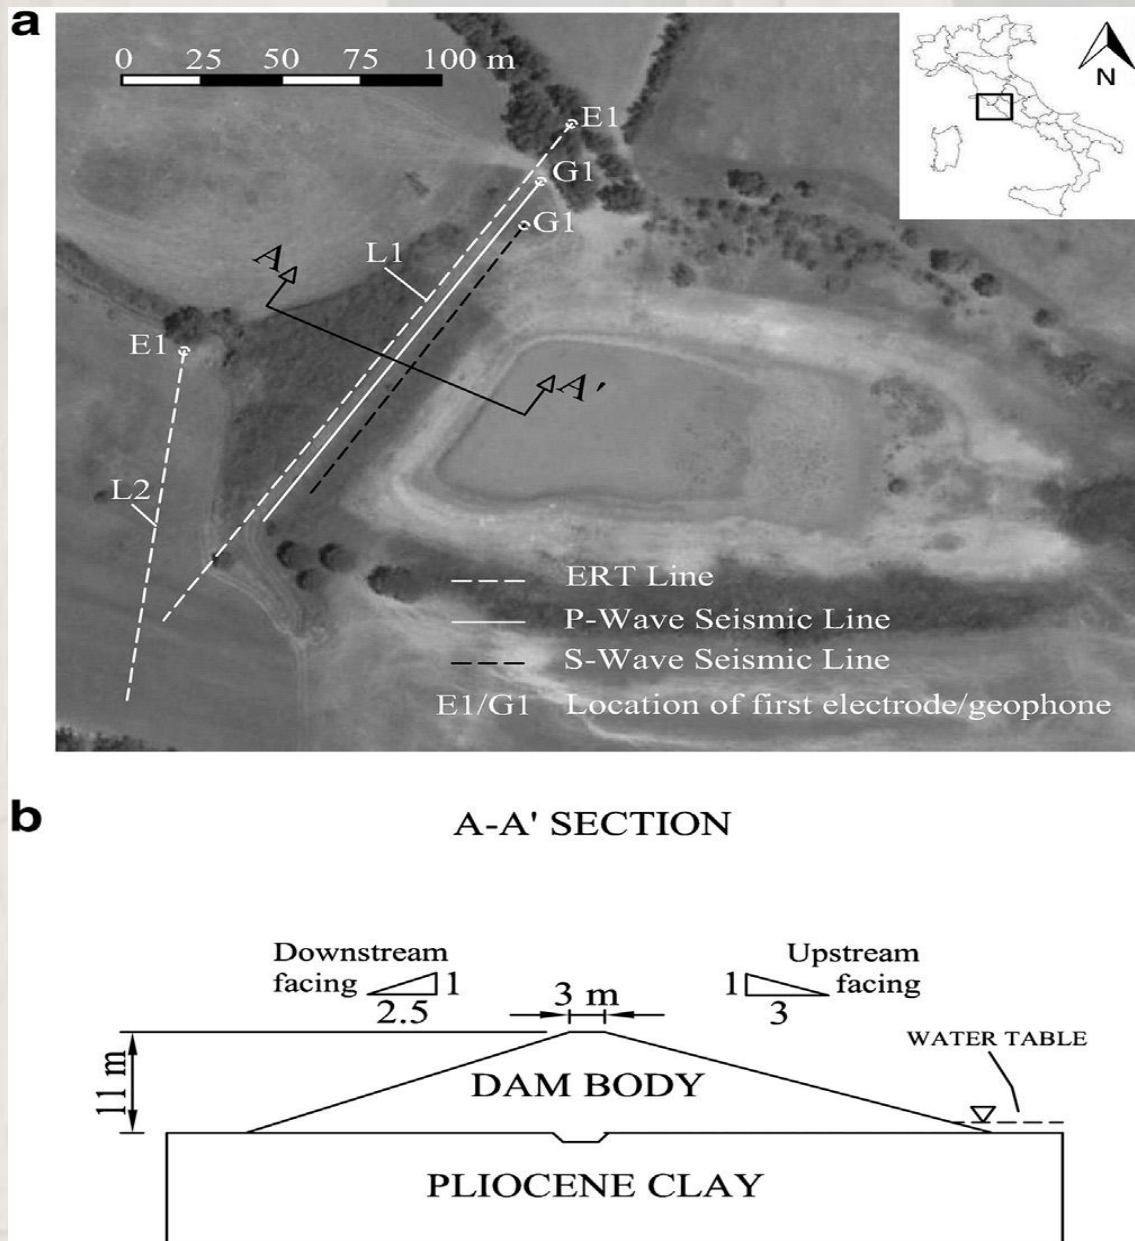 a
0 25 50 75 100 m
N
E1
G1
G1
L1
A
E1
A'
L2
ERT Line
P-Wave Seismic Line
S-Wave Seismic Line
E1/G1 Location of first electrode/geophone
b
A-A' SECTION
Downstream
facing
1
2.5
3 m
Upstream
facing
1
3
WATER TABLE
11 m
DAM BODY
PLIOCENE CLAY